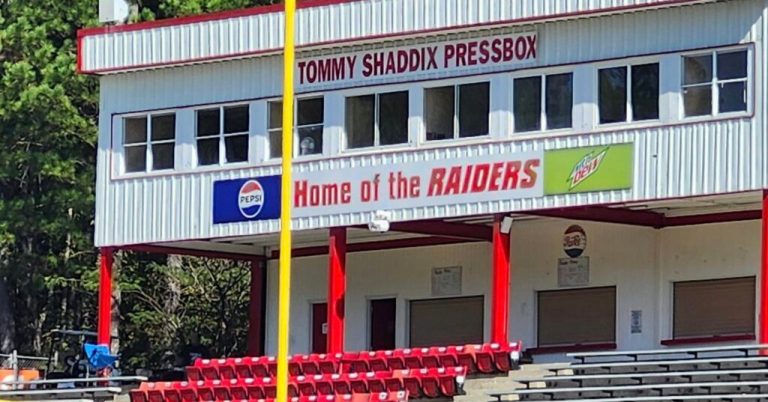 TOMMY SHADDIX PRESSBOX
PEPSI
Home of the RAIDERS
mtn DEW